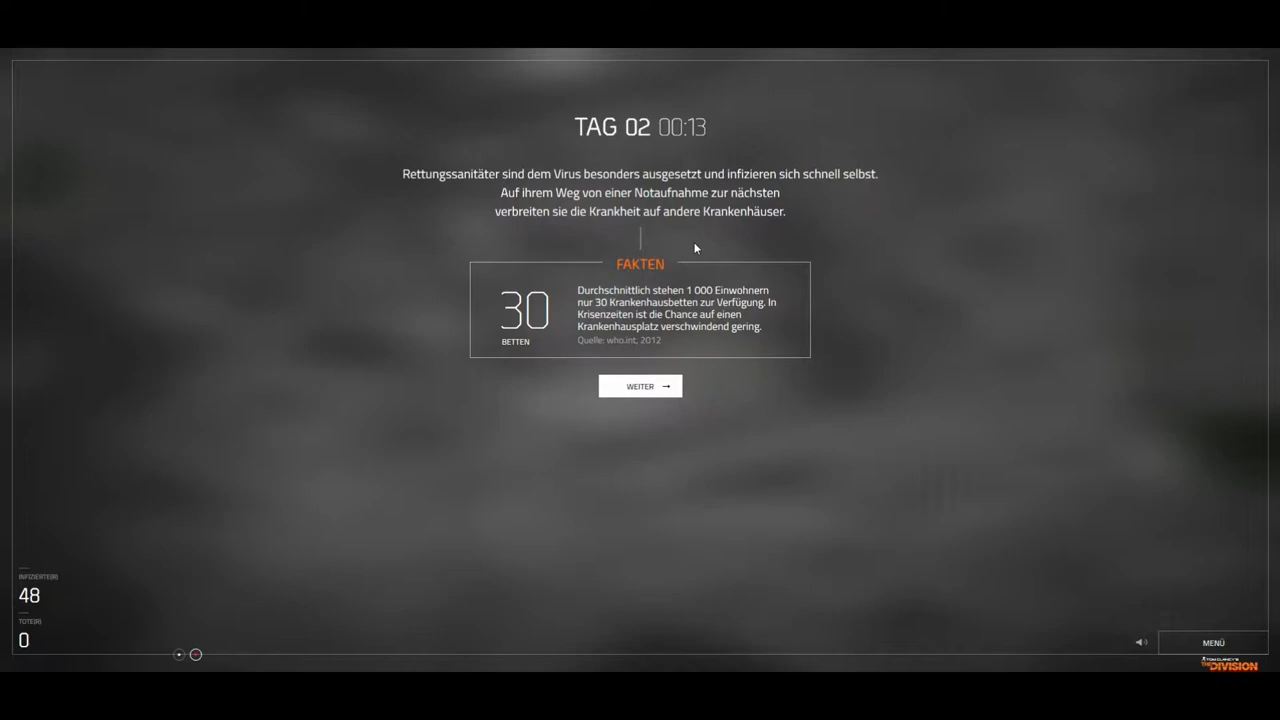 TAG 02 00:13
Rettungssanitäter sind dem Virus besonders ausgesetzt und infizieren sich schnell selbst.
Auf ihrem Weg von einer Notaufnahme zur nächsten
verbreiten sie die Krankheit auf andere Krankenhäuser.
FAKTEN
30
BETTEN
Durchschnittlich stehen 1 000 Einwohnern
nur 30 Krankenhausbetten zur Verfügung. In
Krisenzeiten ist die Chance auf einen
Krankenhausplatz verschwindend gering.
Quelle: who.int, 2012
WEITER →
INFIZIERTE(R)
48
TOTE(R)
0
MENÜ
TOM CLANCY'S
THE DIVISION